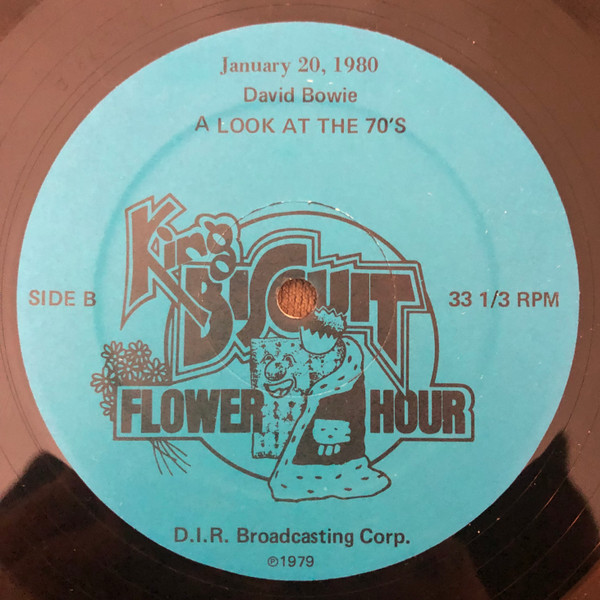 January 20, 1980
David Bowie
A LOOK AT THE 70'S
King
BISCUIT
SIDE B
33 1/3 RPM
FLOWER HOUR
D.I.R. Broadcasting Corp.
℗1979